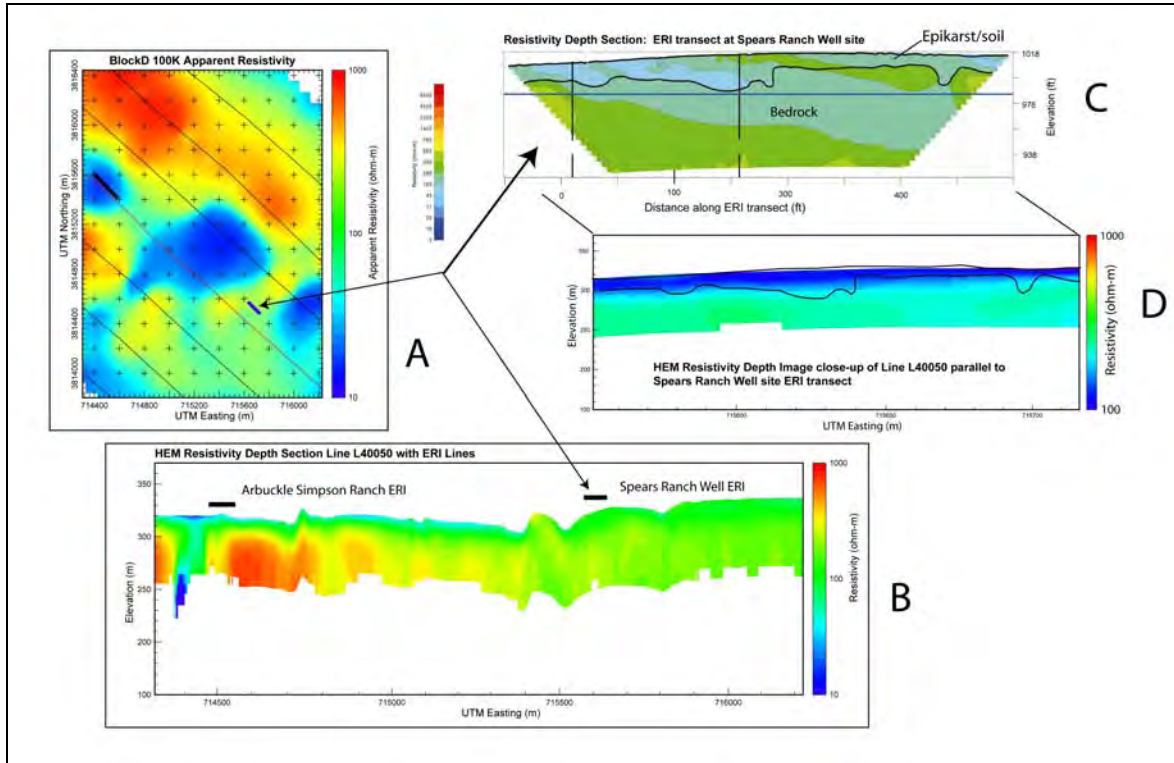 BlockD 100K Apparent Resistivity
UTM Northing (m)
3816400
3816000
3815600
3815200
3814800
3814400
3814000
714400
714800
715200
715600
716000
UTM Easting (m)
1000
100
10
Apparent Resistivity (ohm-m)
A
Resistivity Depth Section: ERI transect at Spears Ranch Well site
Epikarst/soil
Bedrock
1018
978
938
Elevation (ft)
0
100
300
400
Distance along ERI transect (ft)
C
Elevation (m)
300
100
UTM Easting (m)
HEM Resistivity Depth Image close-up of Line L40050 parallel to
Spears Ranch Well site ERI transect
1000
100
Resistivity (ohm-m)
D
HEM Resistivity Depth Section Line L40050 with ERI Lines
Arbuckle Simpson Ranch ERI
Spears Ranch Well ERI
Elevation (m)
350
300
250
200
150
100
714500
715000
715500
716000
UTM Easting (m)
1000
100
10
Resistivity (ohm-m)
B